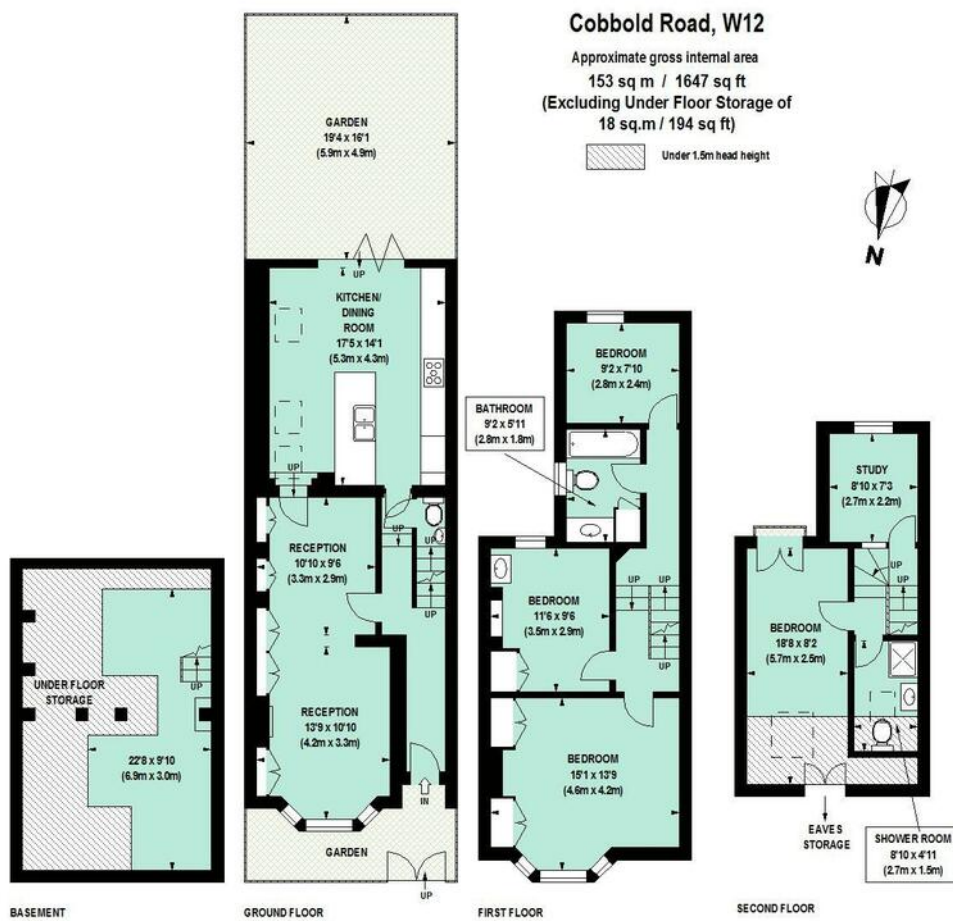 Cobbold Road, W12
Approximate gross internal area
153 sq m / 1647 sq ft
(Excluding Under Floor Storage of
18 sq.m / 194 sq ft)
Under 1.5m head height
N
GARDEN
19'4 x 16'1
(5.9m x 4.9m)
UP
KITCHEN/
DINING
ROOM
17'5 x 14'1
(5.3m x 4.3m)
UP
UP
UP
RECEPTION
10'10 x 9'6
(3.3m x 2.9m)
UP
RECEPTION
13'9 x 10'10
(4.2m x 3.3m)
IN
GARDEN
UP
UNDER FLOOR
STORAGE
UP
22'8 x 9'10
(6.9m x 3.0m)
BEDROOM
9'2 x 7'10
(2.8m x 2.4m)
BATHROOM
9'2 x 5'11
(2.8m x 1.8m)
BEDROOM
11'6 x 9'6
(3.5m x 2.9m)
UP
UP
UP
BEDROOM
15'1 x 13'9
(4.6m x 4.2m)
STUDY
8'10 x 7'3
(2.7m x 2.2m)
UP
UP
BEDROOM
18'8 x 8'2
(5.7m x 2.5m)
EAVES
STORAGE
SHOWER ROOM
8'10 x 4'11
(2.7m x 1.5m)
BASEMENT
GROUND FLOOR
FIRST FLOOR
SECOND FLOOR